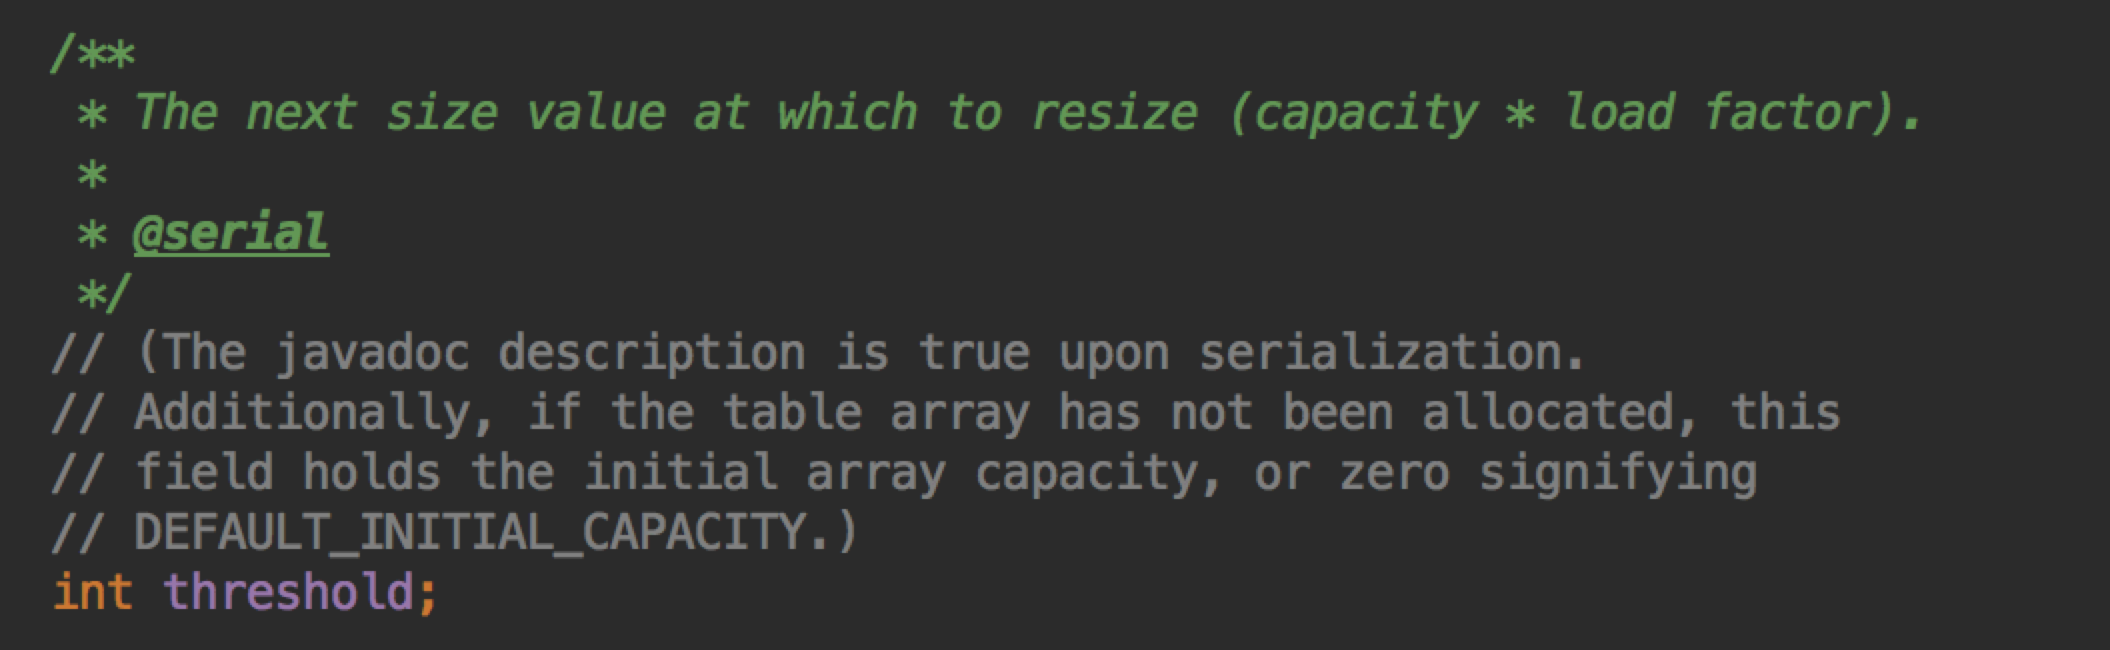 /**
 * The next size value at which to resize (capacity * load factor).
 *
 * @serial
 */
// (The javadoc description is true upon serialization.
// Additionally, if the table array has not been allocated, this
// field holds the initial array capacity, or zero signifying
// DEFAULT_INITIAL_CAPACITY.)
int threshold;